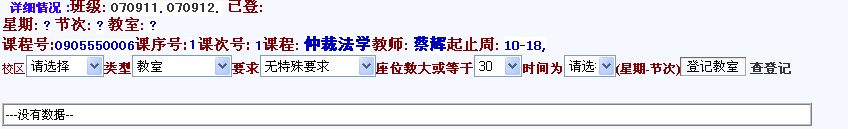 详细情况 :班级: 070911, 070912, 已登:
星期: ? 节次: ? 教室: ?
课程号:0905550006课序号:1课次号: 1课程: 仲裁法学教师: 蔡辉起止周: 10-18,
校区 请选择 类型 教室 要求 无特殊要求 座位数大或等于 30 时间为 请选: (星期-节次) 登记教室 查登记
---没有数据--